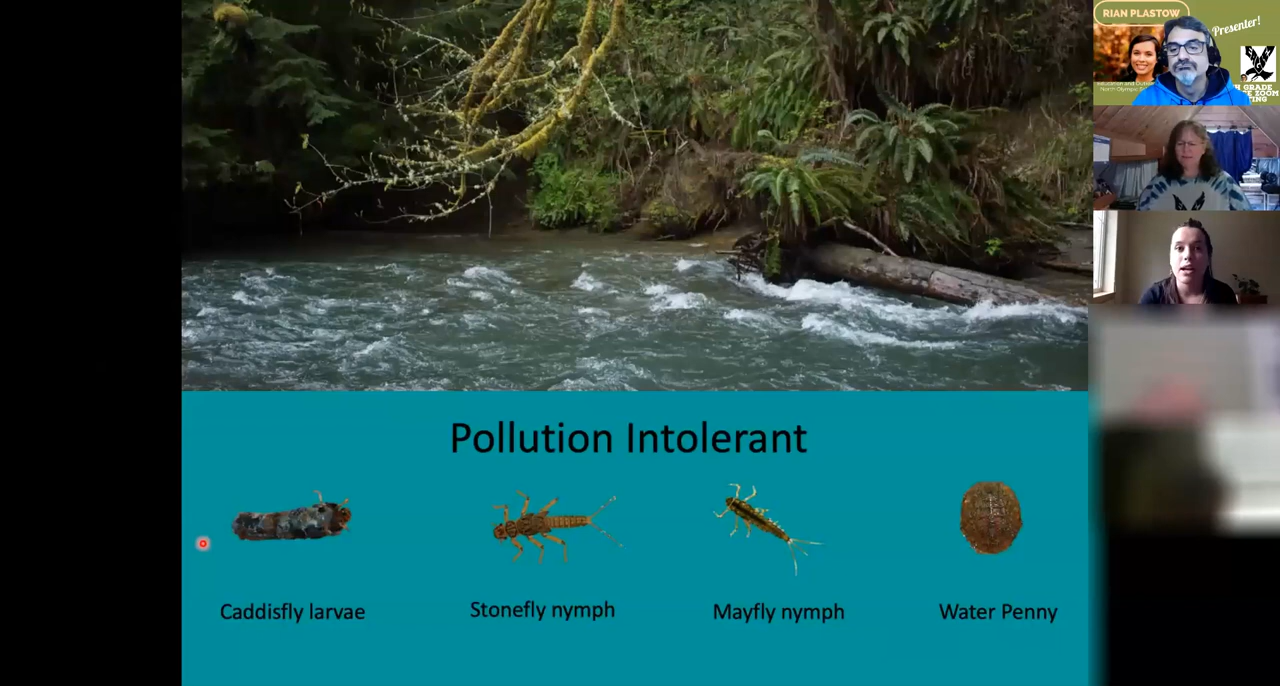 RIAN PLASTOW
Presenter!
Pollution Intolerant
Caddisfly larvae
Stonefly nymph
Mayfly nymph
Water Penny